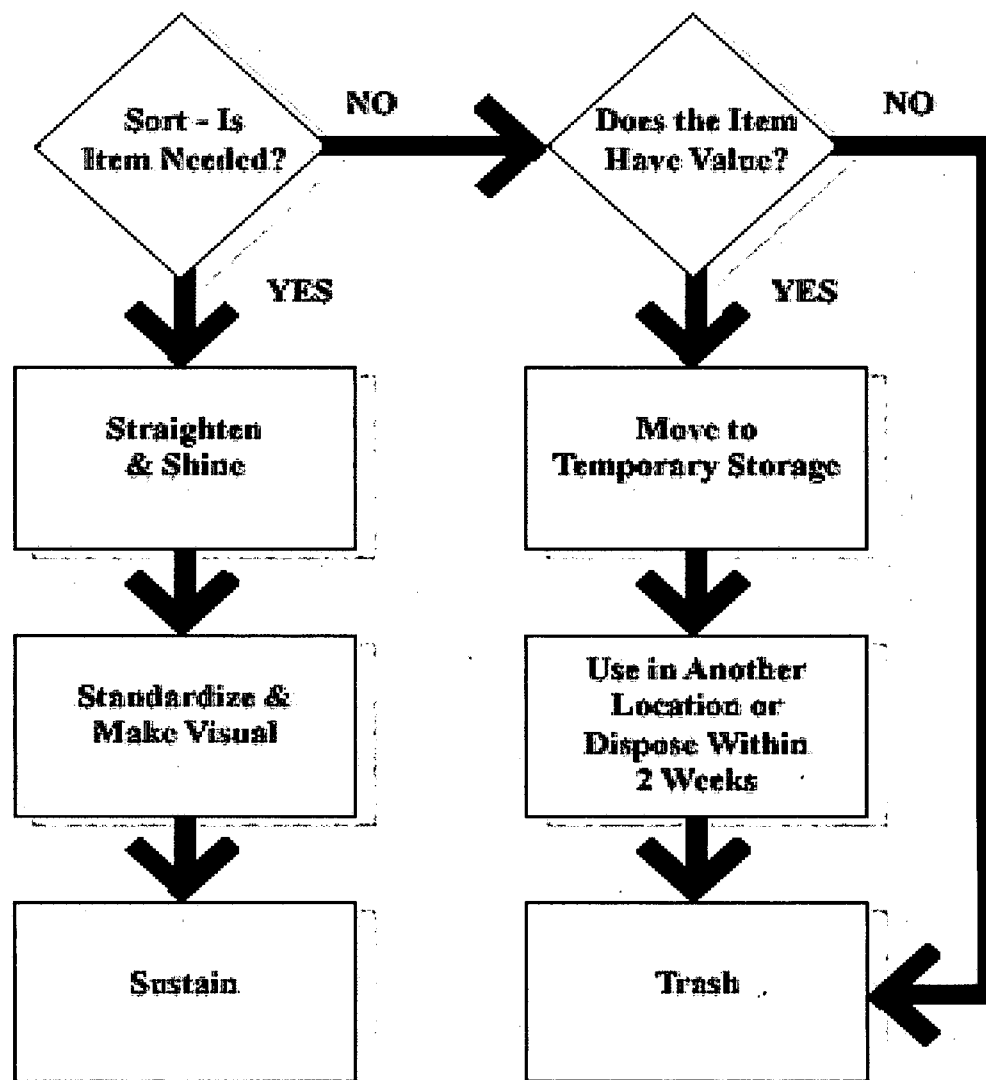 Sort - Is
Item Needed?
NO
Does the Item
Have Value?
NO
YES
YES
Straighten
& Shine
Move to
Temporary Storage
Standardize &
Make Visual
Use in Another
Location or
Dispose Within
2 Weeks
Sustain
Trash